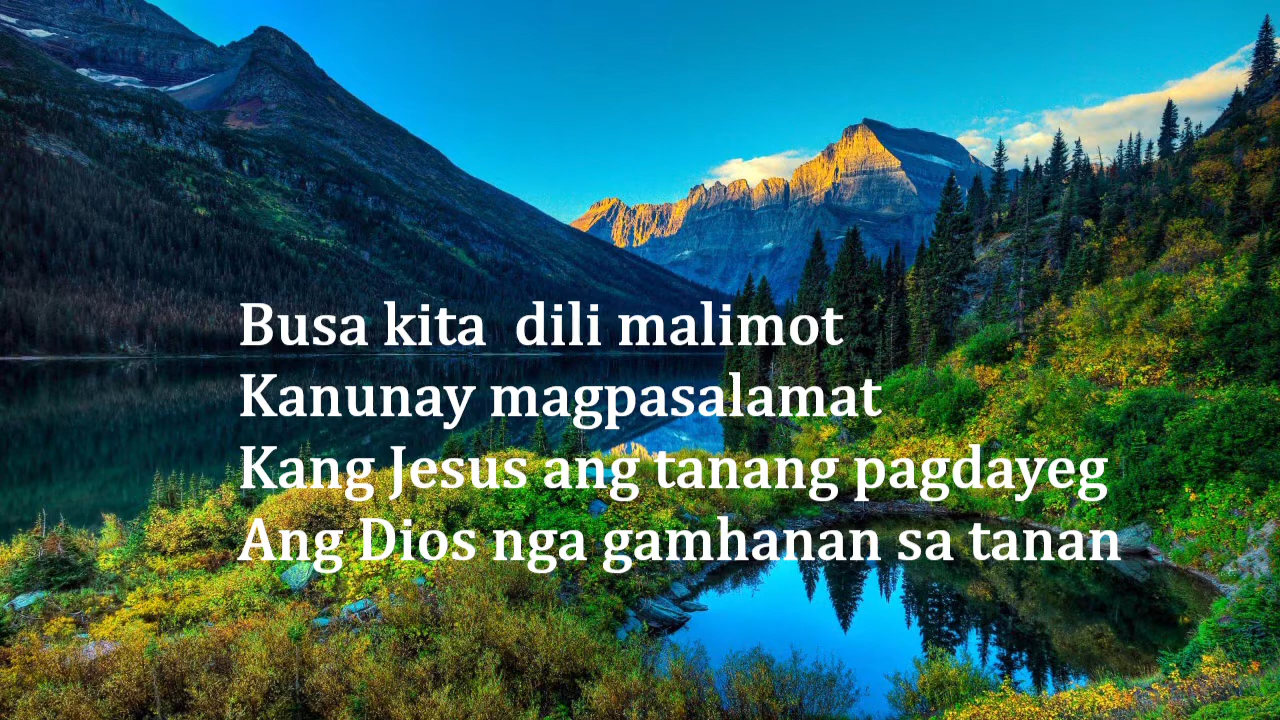 Busa kita  dili malimot
Kanunay magpasalamat
Kang Jesus ang tanang pagdayeg
Ang Dios nga gamhanan sa tanan